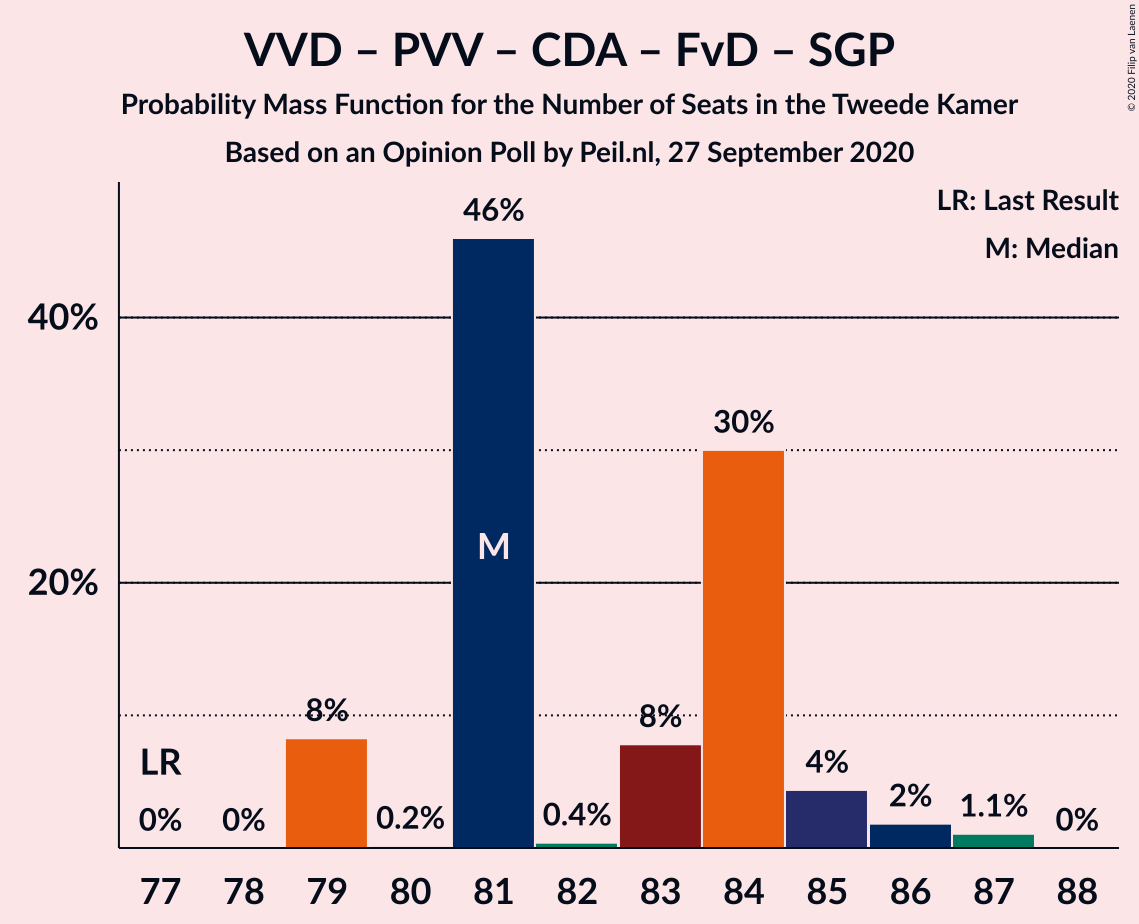 VVD – PVV – CDA – FvD – SGP
Probability Mass Function for the Number of Seats in the Tweede Kamer
Based on an Opinion Poll by Peil.nl, 27 September 2020
© 2020 Filip van Laenen
LR: Last Result
M: Median
46%
40%
30%
M
20%
8%
8%
LR
4%
2%
1.1%
0%
0%
0.2%
0.4%
0%
77 78 79 80 81 82 83 84 85 86 87 88